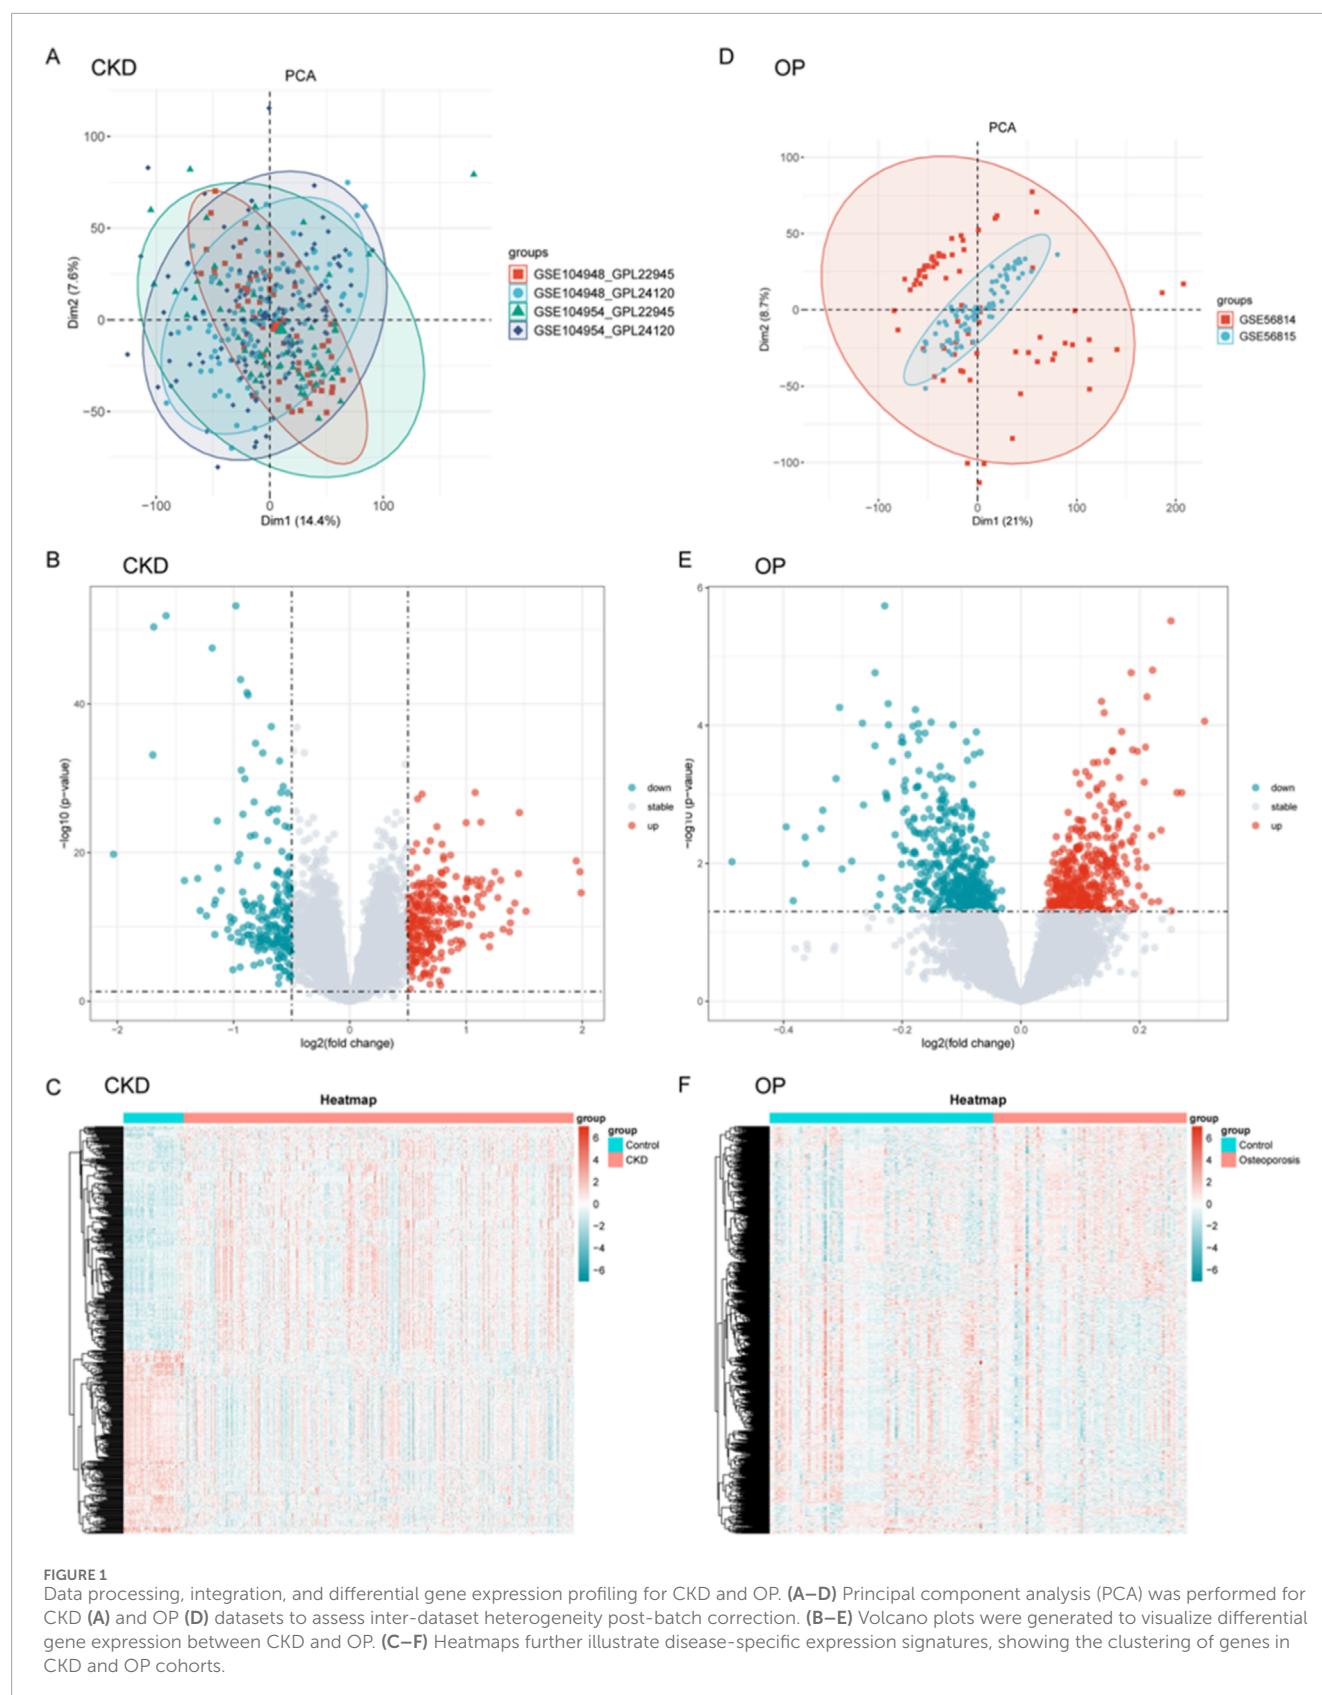 A
CKD
PCA
100
50
0
−50
Dim2 (7.6%)
−100
0
100
Dim1 (14.4%)
groups
GSE104948_GPL22945
GSE104948_GPL24120
GSE104954_GPL22945
GSE104954_GPL24120
D
OP
PCA
100
50
0
−50
−100
Dim2 (8.7%)
−100
0
100
200
Dim1 (21%)
groups
GSE56814
GSE56815
B
CKD
40
20
0
−log10 (p−value)
−2
−1
0
1
2
log2(fold change)
down
stable
up
E
OP
6
4
2
0
−log10 (p−value)
−0.4
−0.2
0.0
0.2
log2(fold change)
down
stable
up
C
CKD
Heatmap
group
6
4
2
0
−2
−4
−6
group
Control
CKD
F
OP
Heatmap
6
4
2
0
−2
−4
−6
group
Control
Osteoporosis
FIGURE 1
Data processing, integration, and differential gene expression profiling for CKD and OP. (A–D) Principal component analysis (PCA) was performed for
CKD (A) and OP (D) datasets to assess inter-dataset heterogeneity post-batch correction. (B–E) Volcano plots were generated to visualize differential
gene expression between CKD and OP. (C–F) Heatmaps further illustrate disease-specific expression signatures, showing the clustering of genes in
CKD and OP cohorts.